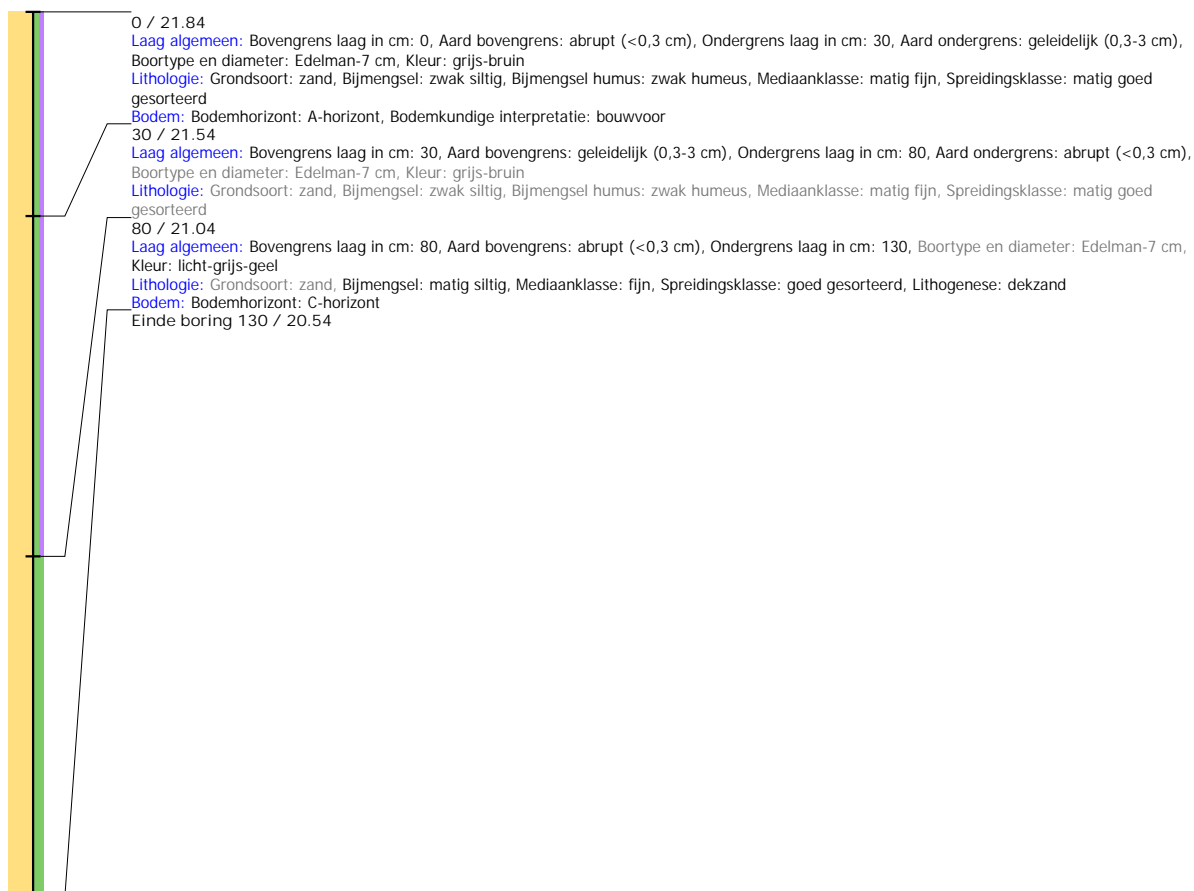 0 / 21.84
Laag algemeen: Bovengrens laag in cm: 0, Aard bovengrens: abrupt (<0,3 cm), Ondergrens laag in cm: 30, Aard ondergrens: geleidelijk (0,3-3 cm),
Boortype en diameter: Edelman-7 cm, Kleur: grijs-bruin
Lithologie: Grondsoort: zand, Bijmengsel: zwak siltig, Bijmengsel humus: zwak humeus, Mediaanklasse: matig fijn, Spreidingsklasse: matig goed
gesorteerd
Bodem: Bodemhorizont: A-horizont, Bodemkundige interpretatie: bouwvoor
30 / 21.54
Laag algemeen: Bovengrens laag in cm: 30, Aard bovengrens: geleidelijk (0,3-3 cm), Ondergrens laag in cm: 80, Aard ondergrens: abrupt (<0,3 cm),
Boortype en diameter: Edelman-7 cm, Kleur: grijs-bruin
Lithologie: Grondsoort: zand, Bijmengsel: zwak siltig, Bijmengsel humus: zwak humeus, Mediaanklasse: matig fijn, Spreidingsklasse: matig goed
gesorteerd
80 / 21.04
Laag algemeen: Bovengrens laag in cm: 80, Aard bovengrens: abrupt (<0,3 cm), Ondergrens laag in cm: 130, Boortype en diameter: Edelman-7 cm,
Kleur: licht-grijs-geel
Lithologie: Grondsoort: zand, Bijmengsel: matig siltig, Mediaanklasse: fijn, Spreidingsklasse: goed gesorteerd, Lithogenese: dekzand
Bodem: Bodemhorizont: C-horizont
Einde boring 130 / 20.54